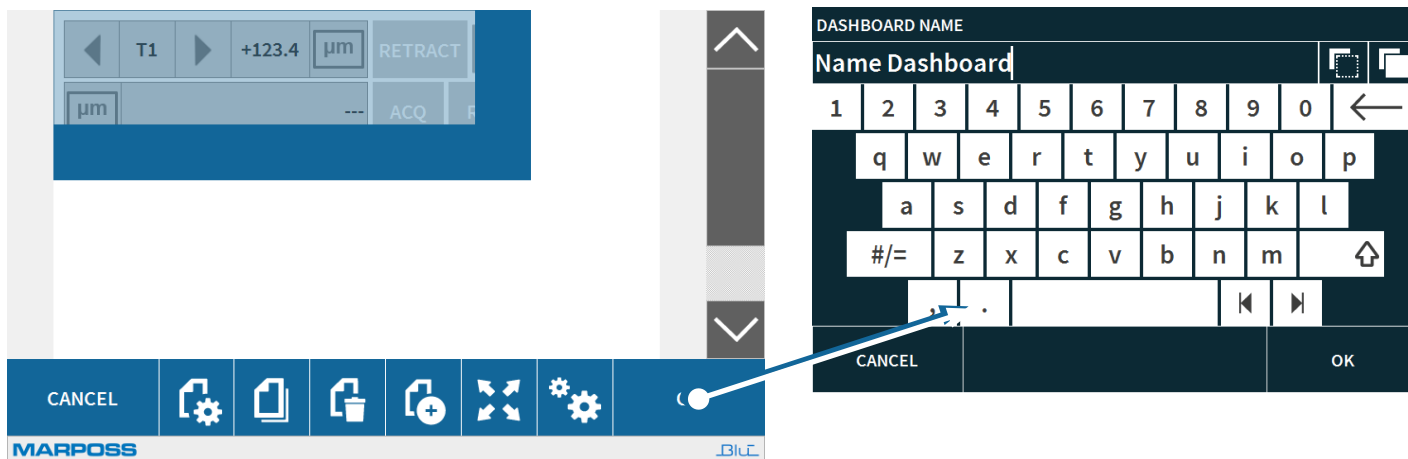 T1 +123.4 µm RETRACT
µm --- ACQ
CANCEL
MARPOSS
BLÚ
DASHBOARD NAME
Name Dashboard
1 2 3 4 5 6 7 8 9 0
q w e r t y u i o p
a s d f g h j k l
#/= z x c v b n m
, .
CANCEL OK